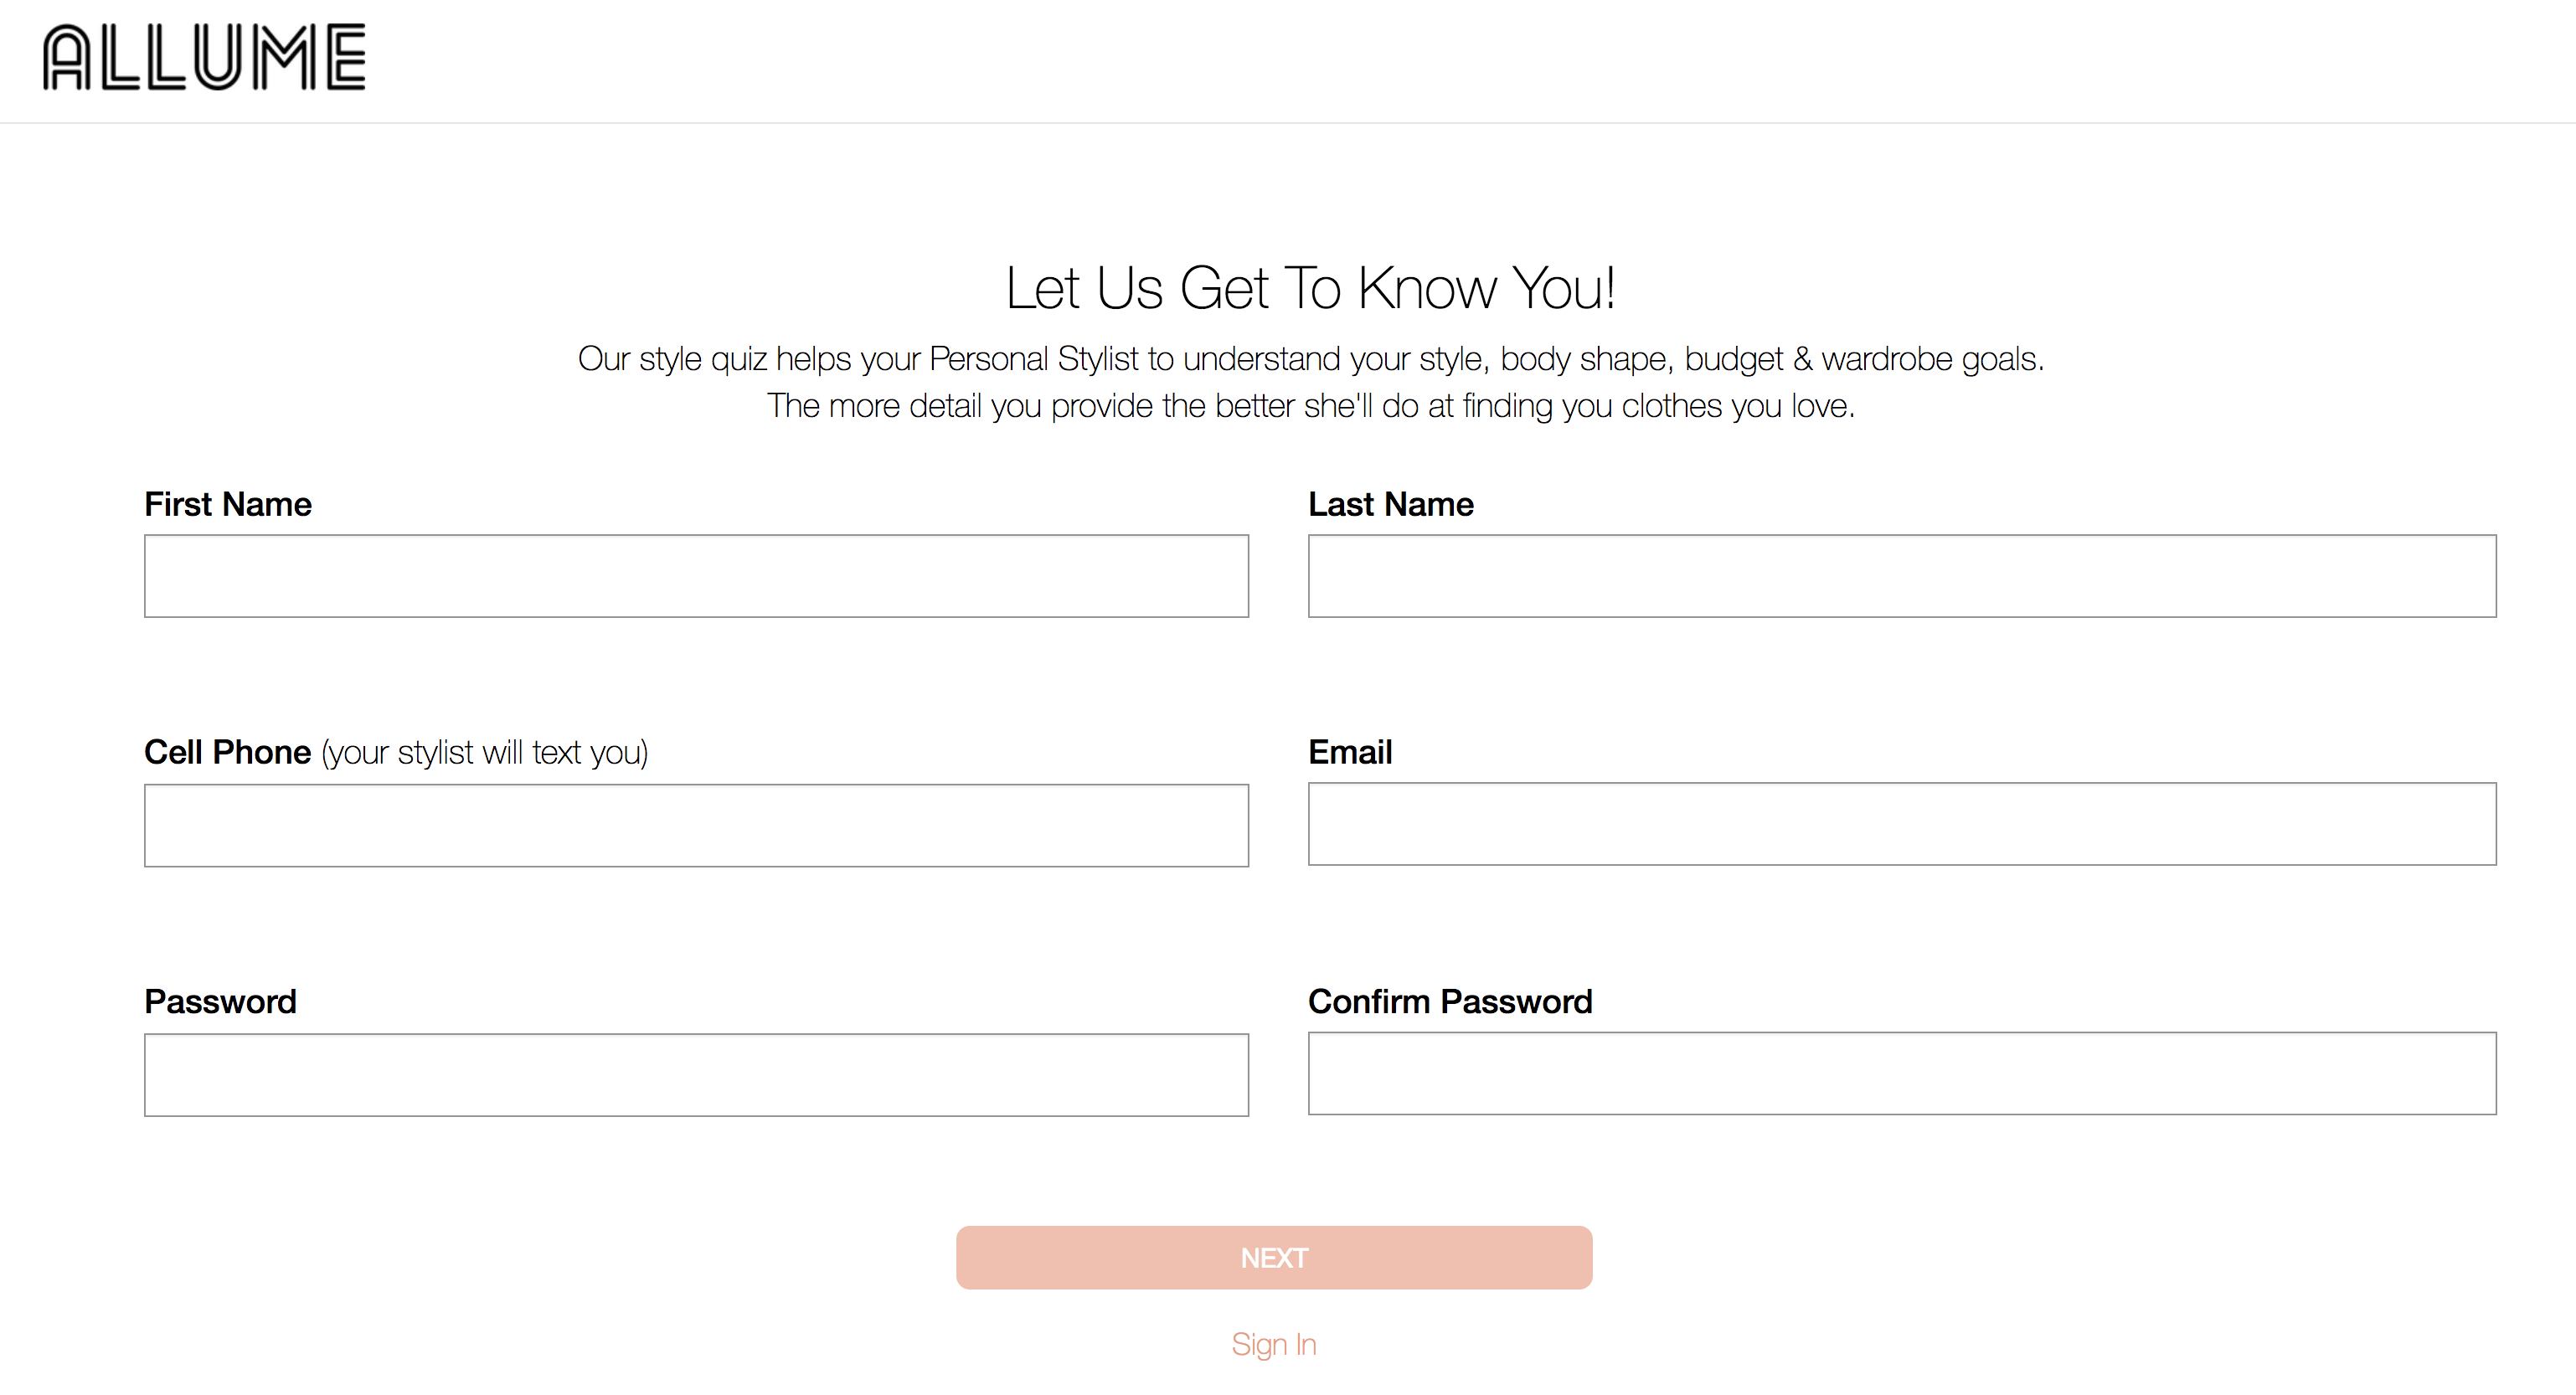 ALLUME
Let Us Get To Know You!
Our style quiz helps your Personal Stylist to understand your style, body shape, budget & wardrobe goals.
The more detail you provide the better she'll do at finding you clothes you love.
First Name
Last Name
Cell Phone (your stylist will text you)
Email
Password
Confirm Password
NEXT
Sign In